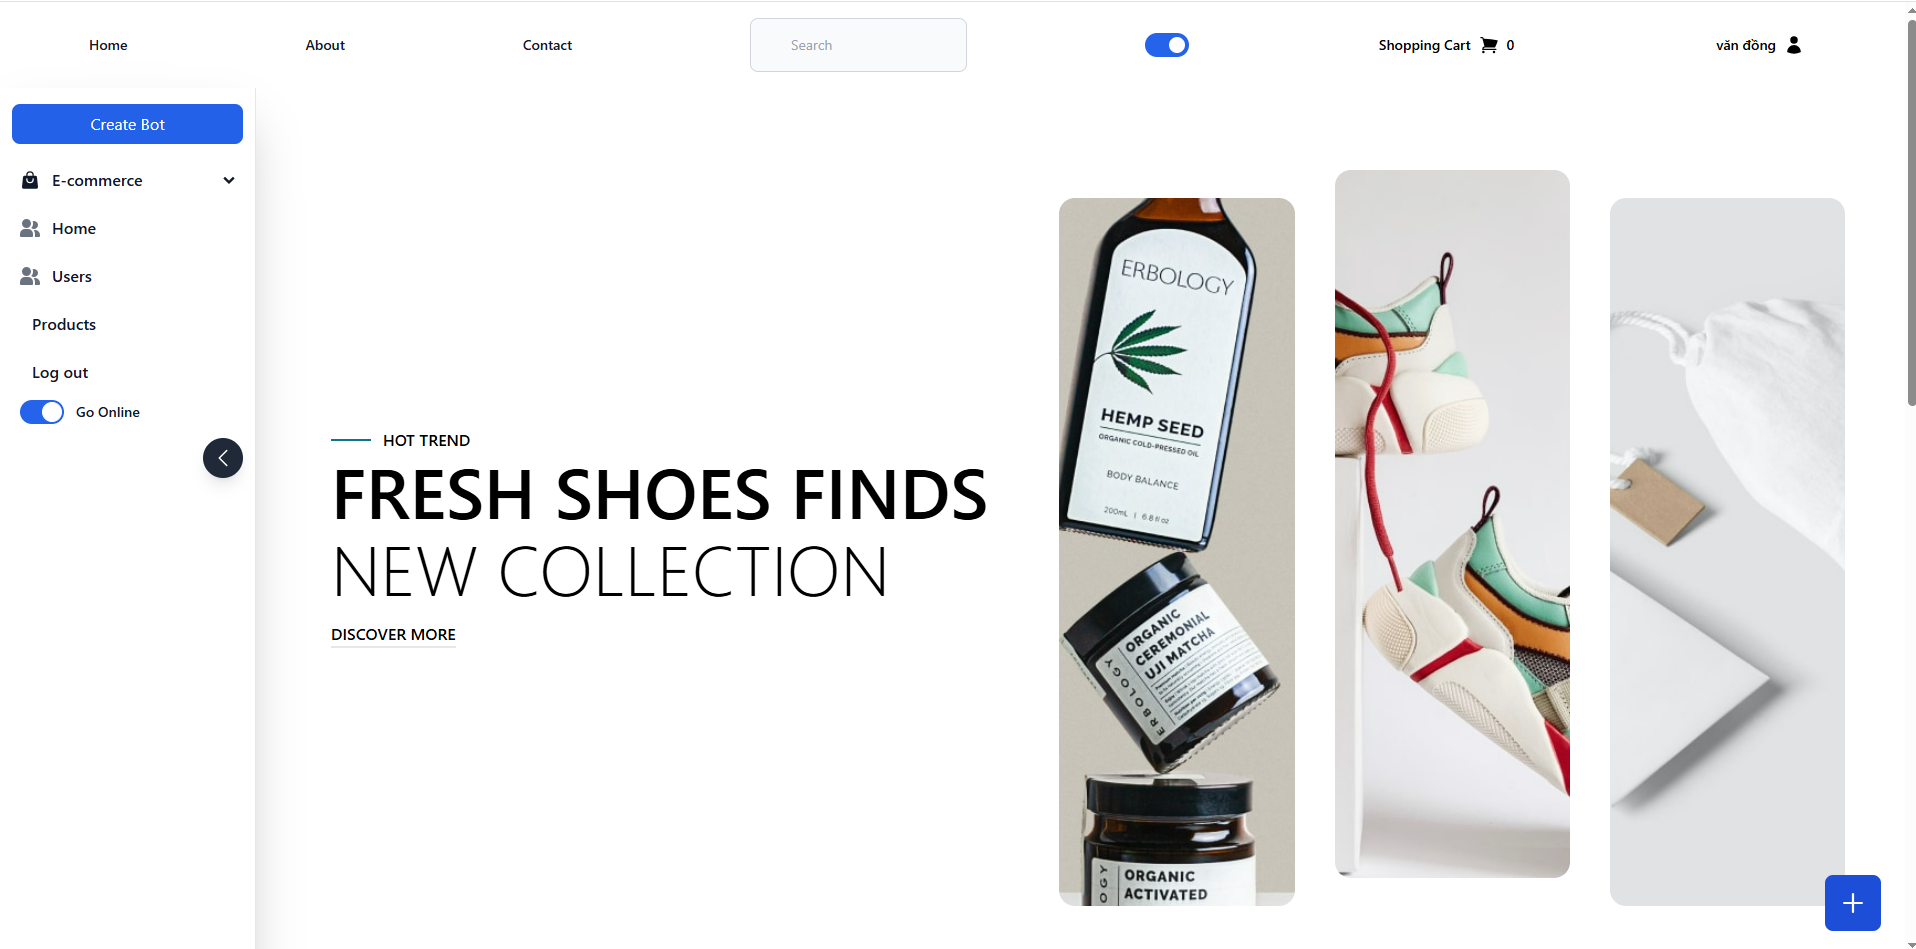 Home
About
Contact
Search
Shopping Cart
0
văn đồng
Create Bot
E-commerce
Home
Users
Products
Log out
Go Online
HOT TREND
FRESH SHOES FINDS
NEW COLLECTION
DISCOVER MORE
ERBOLOGY
HEMP SEED
ORGANIC COLD-PRESSED OIL
BODY BALANCE
200mL | 6.8 fl oz
ERBOLOGY
ORGANIC
CEREMONIAL
UJI MATCHA
OGY
ORGANIC
ACTIVATED